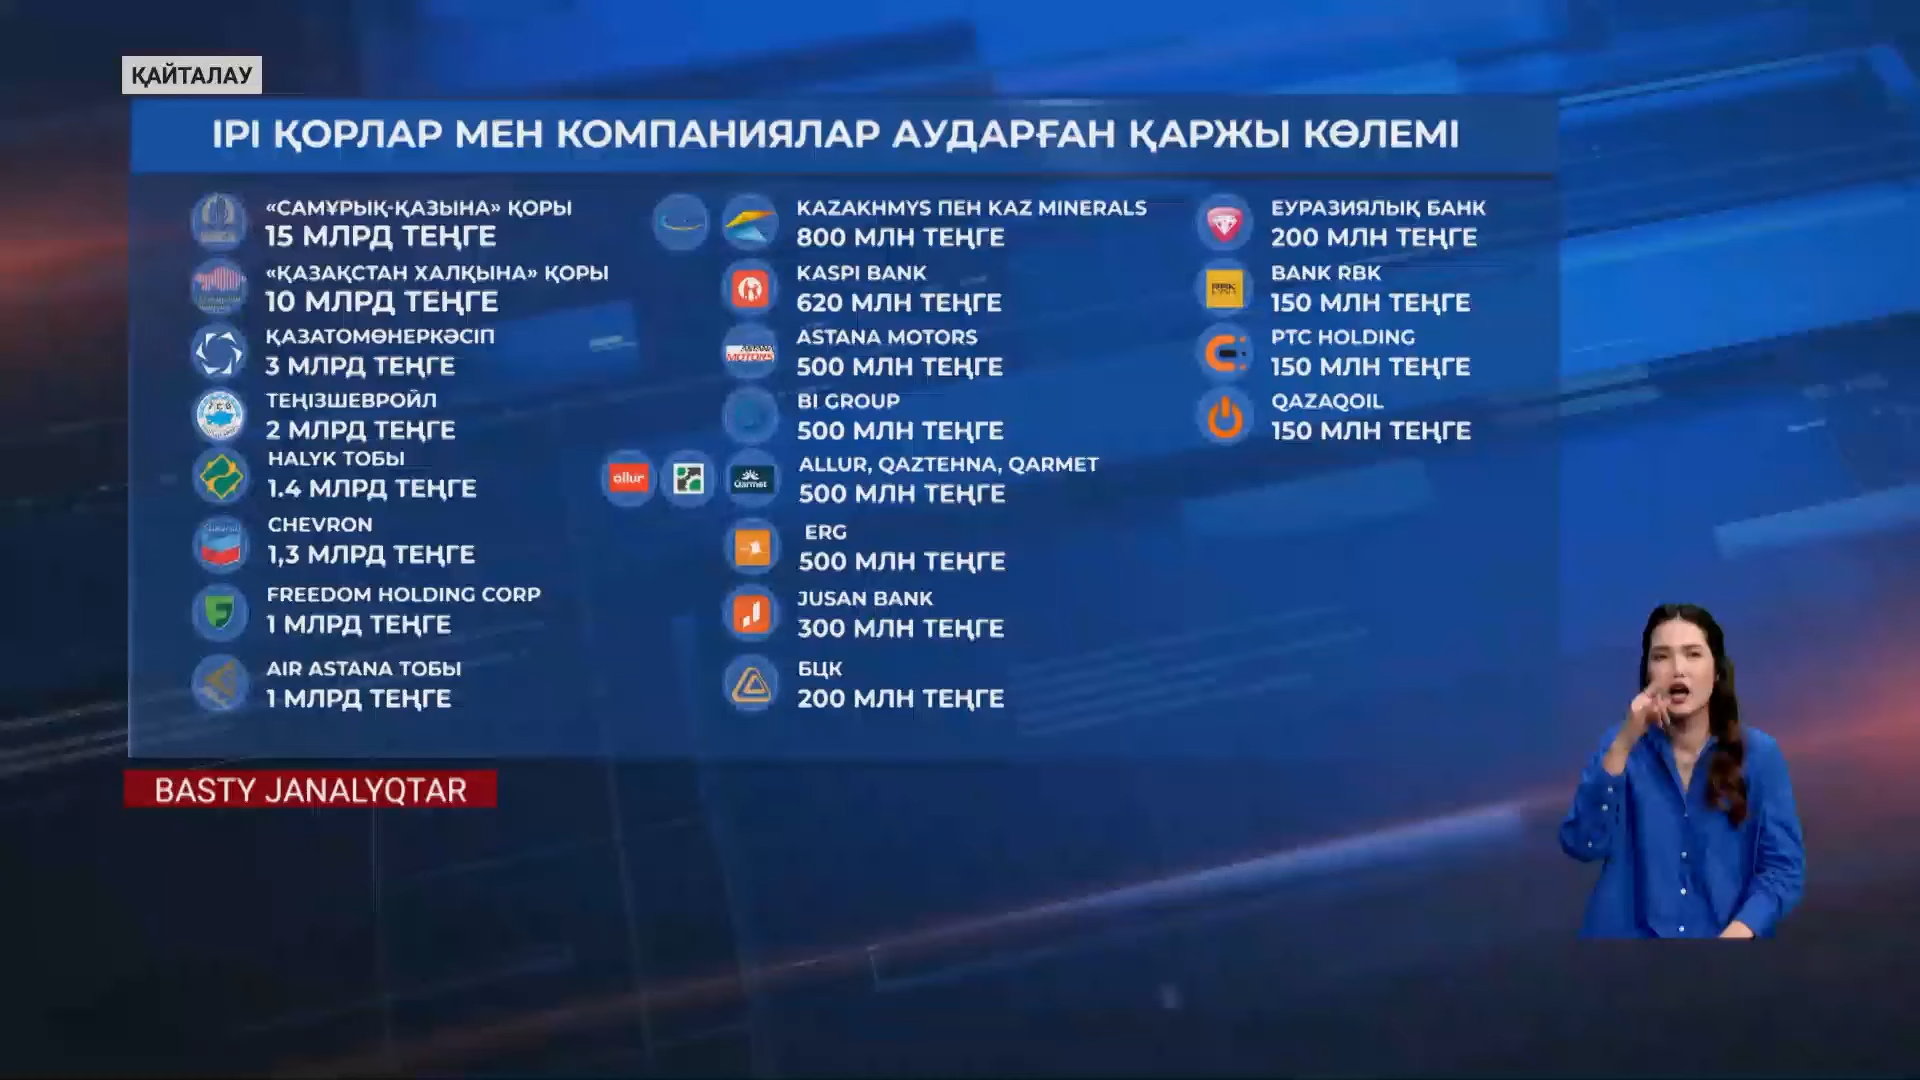 ҚАЙТАЛАУ
ІРІ ҚОРЛАР МЕН КОМПАНИЯЛАР АУДАРҒАН ҚАРЖЫ КӨЛЕМІ
«САМҰРЫҚ-ҚАЗЫНА» ҚОРЫ
15 МЛРД ТЕҢГЕ
«ҚАЗАҚСТАН ХАЛҚЫНА» ҚОРЫ
10 МЛРД ТЕҢГЕ
ҚАЗАТОМӨНЕРКӘСІП
3 МЛРД ТЕҢГЕ
ТЕҢІЗШЕВРОЙЛ
2 МЛРД ТЕҢГЕ
HALYK ТОБЫ
1.4 МЛРД ТЕҢГЕ
CHEVRON
1,3 МЛРД ТЕҢГЕ
FREEDOM HOLDING CORP
1 МЛРД ТЕҢГЕ
AIR ASTANA ТОБЫ
1 МЛРД ТЕҢГЕ
KAZAKHMYS ПЕН KAZ MINERALS
800 МЛН ТЕҢГЕ
KASPI BANK
620 МЛН ТЕҢГЕ
ASTANA MOTORS
ASTANA MOTORS
500 МЛН ТЕҢГЕ
BI GROUP
500 МЛН ТЕҢГЕ
allur
Qarmet
ALLUR, QAZTEHNA, QARMET
500 МЛН ТЕҢГЕ
ERG
500 МЛН ТЕҢГЕ
JUSAN BANK
300 МЛН ТЕҢГЕ
БЦК
200 МЛН ТЕҢГЕ
ЕУРАЗИЯЛЫҚ БАНК
200 МЛН ТЕҢГЕ
RBK
BANK RBK
150 МЛН ТЕҢГЕ
PTC HOLDING
150 МЛН ТЕҢГЕ
QAZAQOIL
150 МЛН ТЕҢГЕ
BASTY JANALYQTAR